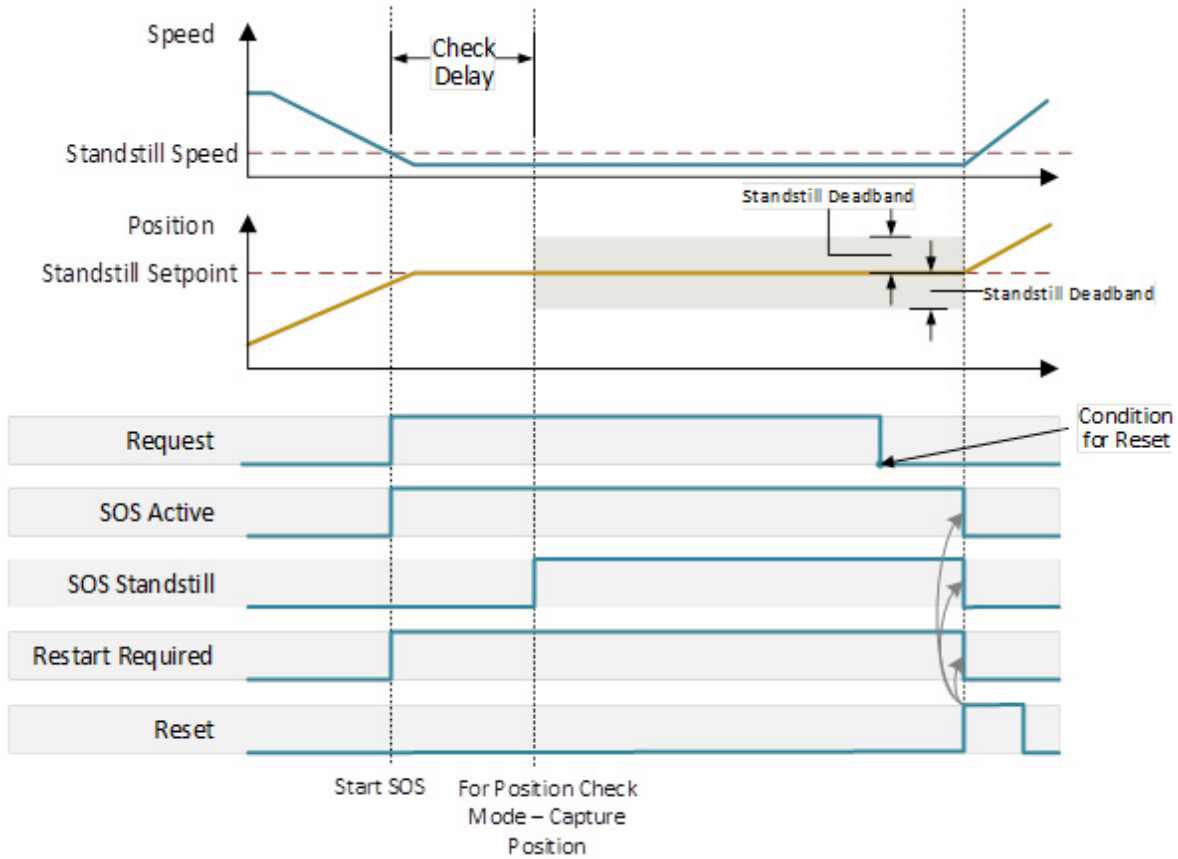 Speed
Check
Delay
Standstill Speed
Standstill Deadband
Position
Standstill Setpoint
Standstill Deadband
Condition
for Reset
Request
SOS Active
SOS Standstill
Restart Required
Reset
Start SOS
For Position Check
Mode – Capture
Position